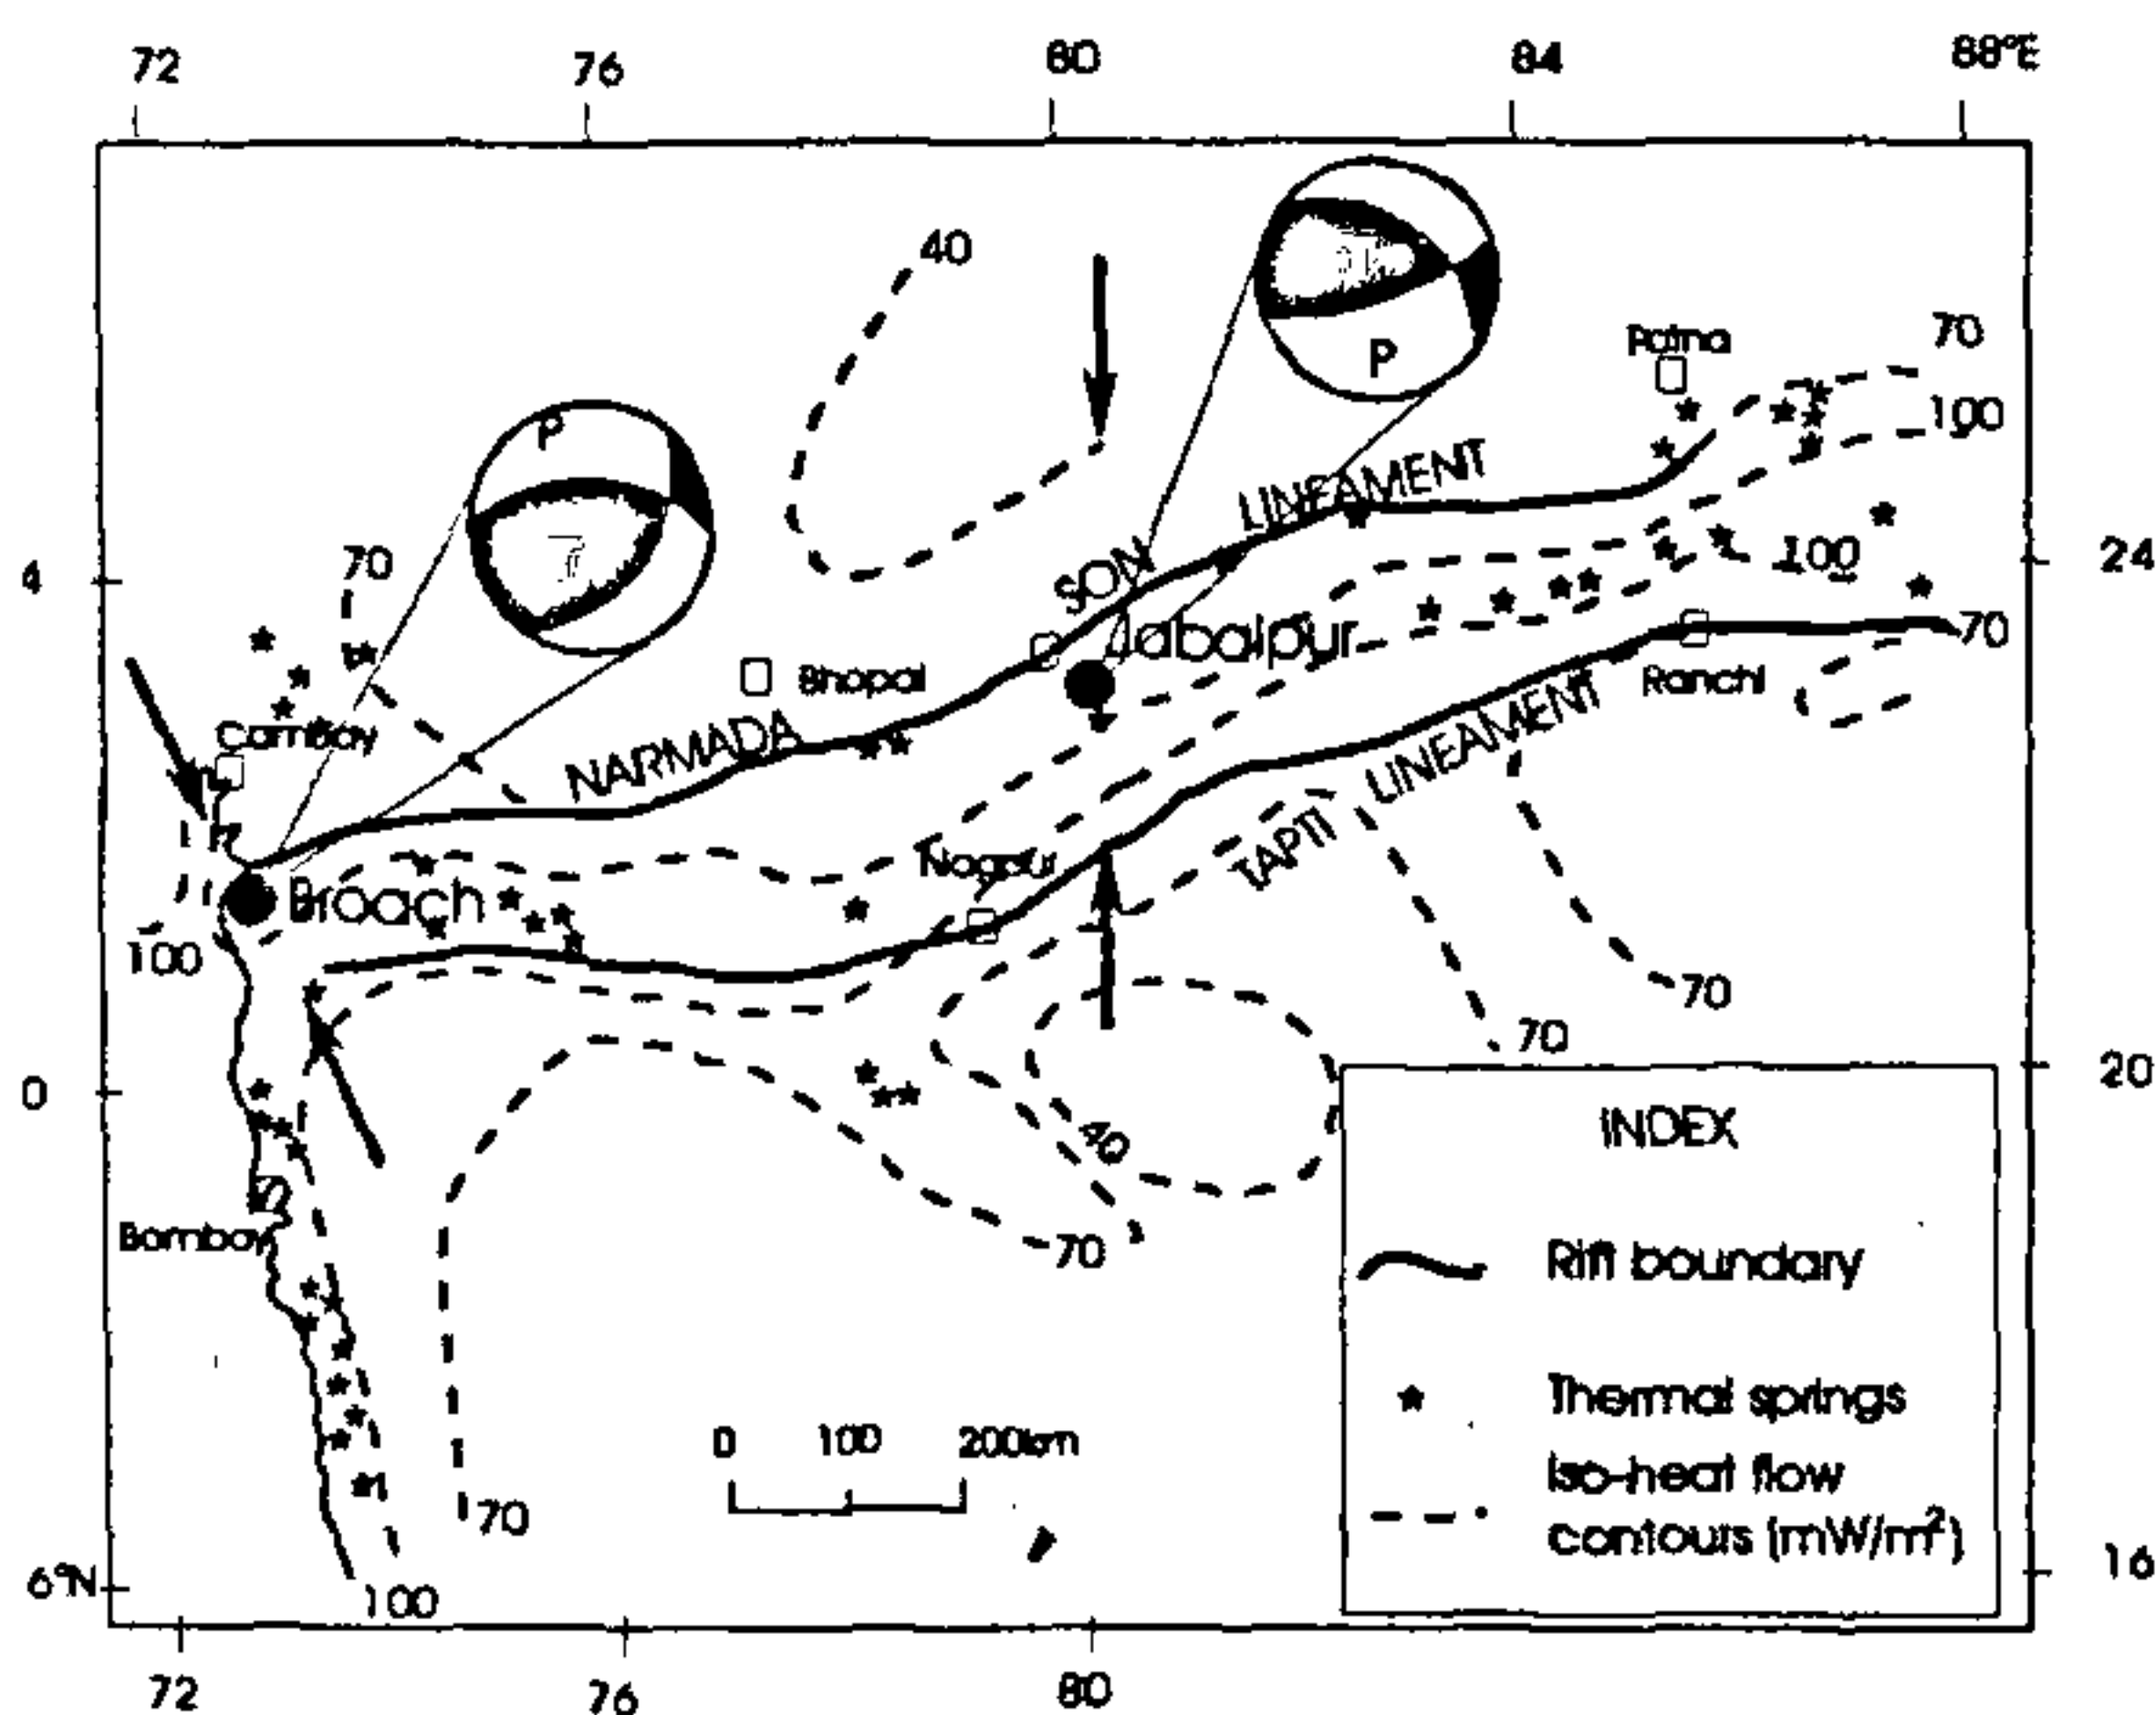 72 76 80 84 88°E
40
P
P
Patna
70
100
LINEAMENT
SON
70
4
24
100
Jabalpur
70
Bhopal
Ranchi
Cambay
NARMADA
LINEAMENT
TAPTI
Nagpur
Broach
100
70
70
0
20
40
INDEX
Bombay
70
Rift boundary
Thermal springs
0 100 200km
Iso-heat flow
contours (mW/m²)
70
6°N
16
100
72 76 80